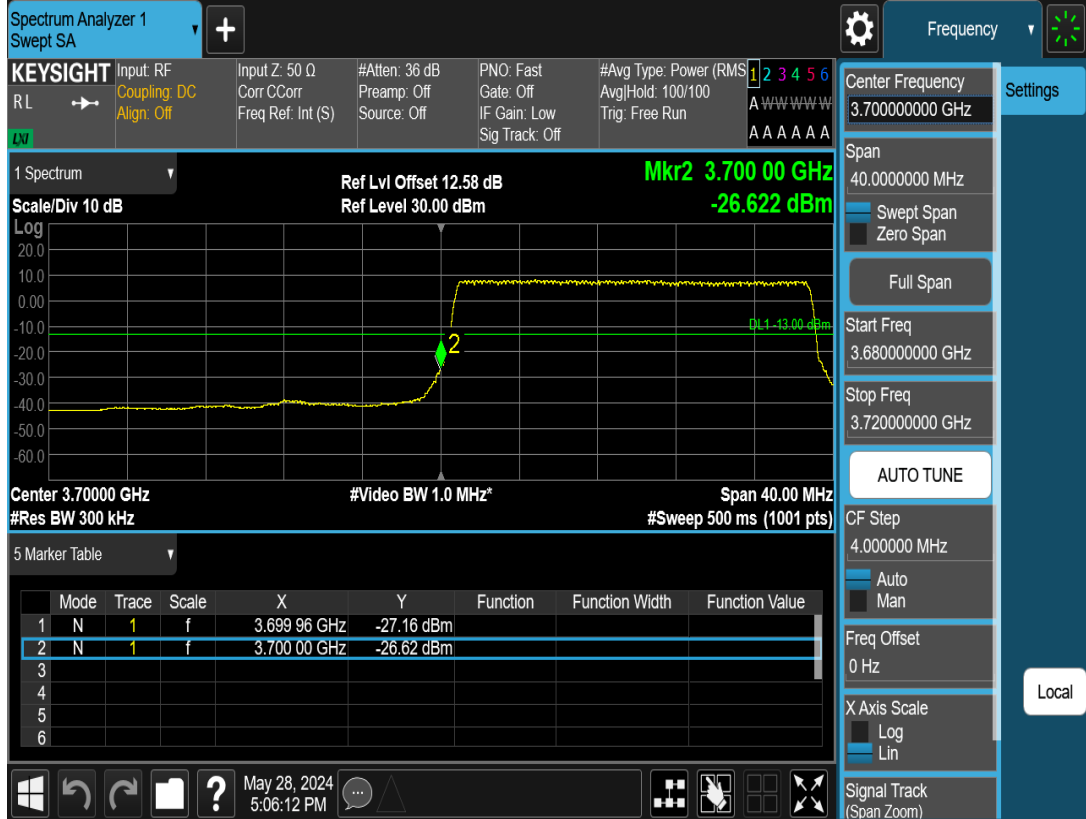 Spectrum Analyzer 1
Swept SA
+
Frequency
KEYSIGHT
RL
LXI
Input: RF
Coupling: DC
Align: Off
Input Z: 50 Ω
Corr CCorr
Freq Ref: Int (S)
#Atten: 36 dB
Preamp: Off
Source: Off
PNO: Fast
Gate: Off
IF Gain: Low
Sig Track: Off
#Avg Type: Power (RMS
Avg|Hold: 100/100
Trig: Free Run
1 2 3 4 5 6
A W W W W W
A A A A A A
1 Spectrum
Scale/Div 10 dB
Ref Lvl Offset 12.58 dB
Ref Level 30.00 dBm
Mkr2 3.700 00 GHz
-26.622 dBm
Log
20.0
10.0
0.00
-10.0
-20.0
-30.0
-40.0
-50.0
-60.0
DL1 -13.00 dBm
2
Center 3.70000 GHz
#Video BW 1.0 MHz*
Span 40.00 MHz
#Res BW 300 kHz
#Sweep 500 ms (1001 pts)
5 Marker Table
Mode Trace Scale X Y Function Function Width Function Value
1 N 1 f 3.699 96 GHz -27.16 dBm
2 N 1 f 3.700 00 GHz -26.62 dBm
3
4
5
6
?
May 28, 2024
5:06:12 PM
Center Frequency
3.700000000 GHz
Settings
Span
40.0000000 MHz
Swept Span
Zero Span
Full Span
Start Freq
3.680000000 GHz
Stop Freq
3.720000000 GHz
AUTO TUNE
CF Step
4.000000 MHz
Auto
Man
Freq Offset
0 Hz
Local
X Axis Scale
Log
Lin
Signal Track
(Span Zoom)